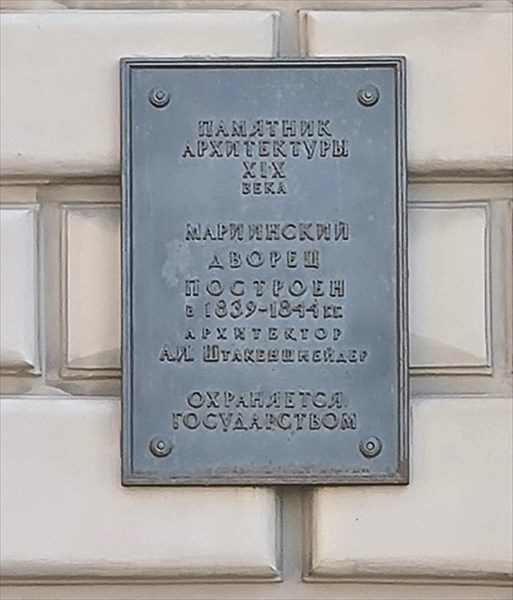 ПАМЯТНИК
АРХИТЕКТУРЫ
XIX
ВЕКА
МАРИИНСКИЙ
ДВОРЕЦ
ПОСТРОЕН
в 1839-1844 гг.
АРХИТЕКТОР
А.И. Штакеншнейдер
ОХРАНЯЕТСЯ
ГОСУДАРСТВОМ